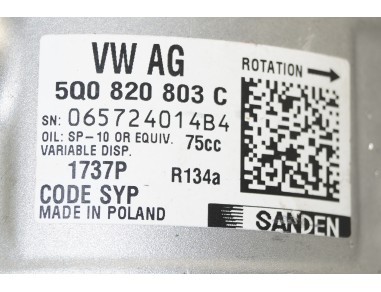 VW AG
ROTATION
5Q0 820 803 C
SN: 065724014B4
OIL: SP-10 OR EQUIV. 75cc
VARIABLE DISP.
1737P R134a
CODE SYP
MADE IN POLAND
SANDEN